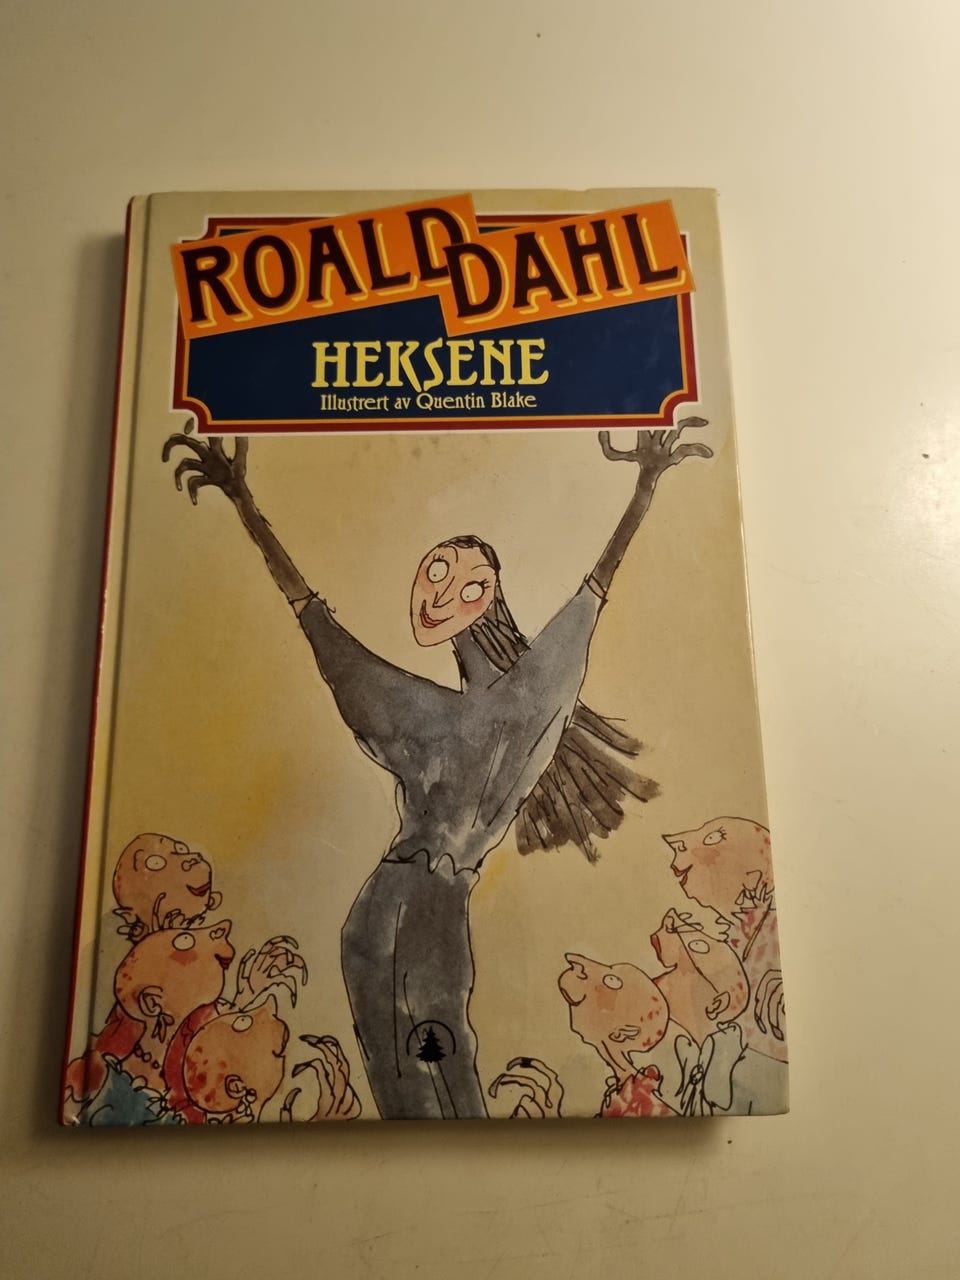 ROALD DAHL
HEKSENE
Illustrert av Quentin Blake